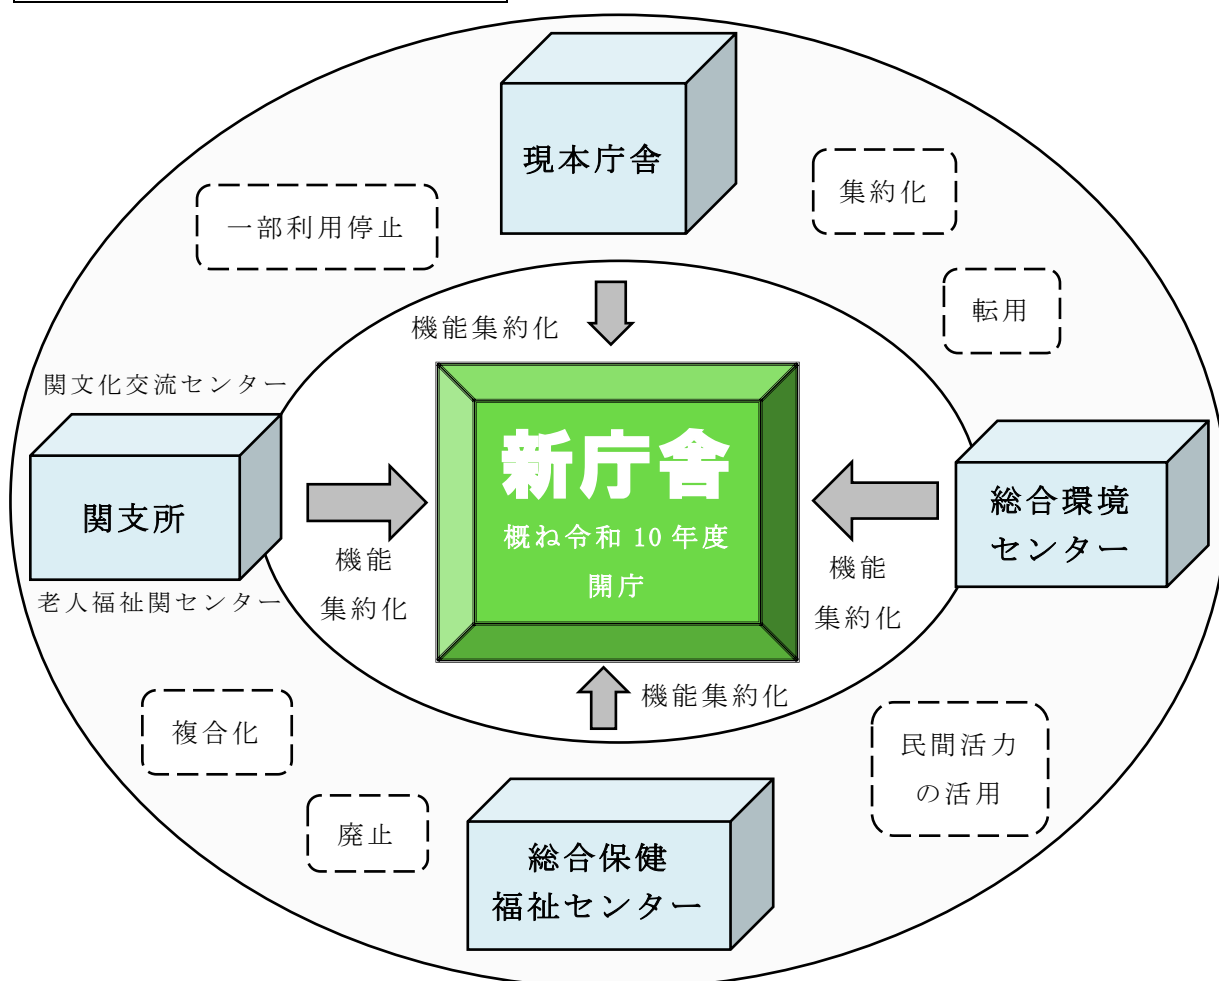 現本庁舎
集約化
一部利用停止
転用
機能集約化
関文化交流センター
関支所
老人福祉関センター
機能
集約化
新庁舎
概ね令和 10 年度
開庁
機能
集約化
総合環境
センター
機能集約化
複合化
廃止
民間活力
の活用
総合保健
福祉センター